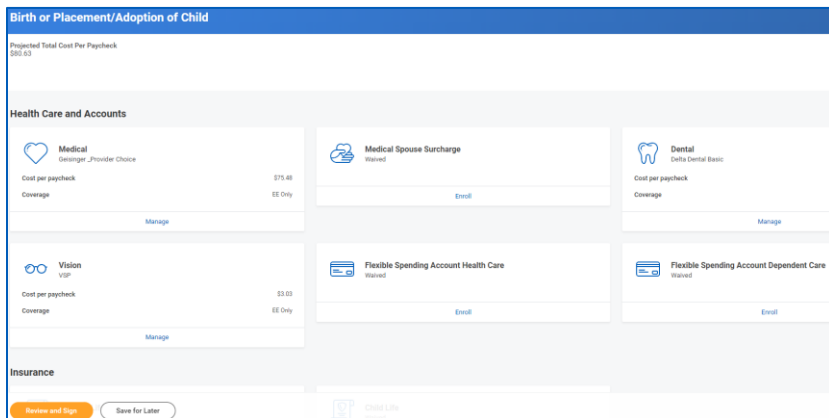 Birth or Placement/Adoption of Child
Projected Total Cost Per Paycheck
$80.63
Health Care and Accounts
Medical
Geisinger _Provider Choice
Cost per paycheck $75.48
Coverage EE Only
Manage
Medical Spouse Surcharge
Waived
Enroll
Dental
Delta Dental Basic
Cost per paycheck
Coverage
Manage
Vision
VSP
Cost per paycheck $3.03
Coverage EE Only
Manage
Flexible Spending Account Health Care
Waived
Enroll
Flexible Spending Account Dependent Care
Waived
Enroll
Insurance
Child Life
Review and Sign
Save for Later